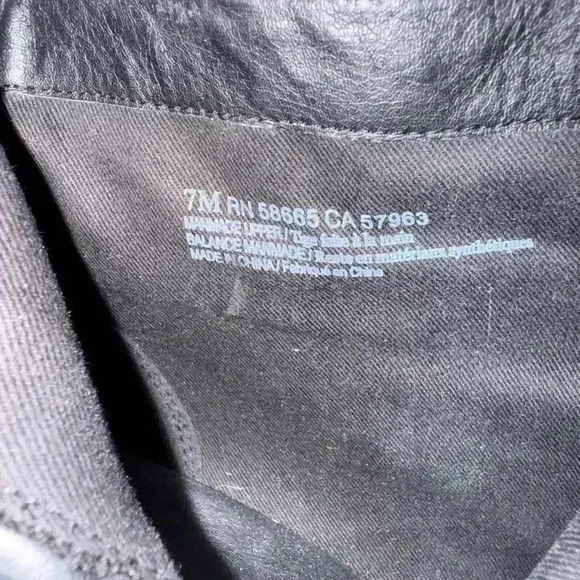 7M RN 58665 CA 57963
MANMADE UPPER / Tige faite à la main
BALANCE MANMADE / Reste en matériaux synthétiques
MADE IN CHINA / Fabriqué en Chine